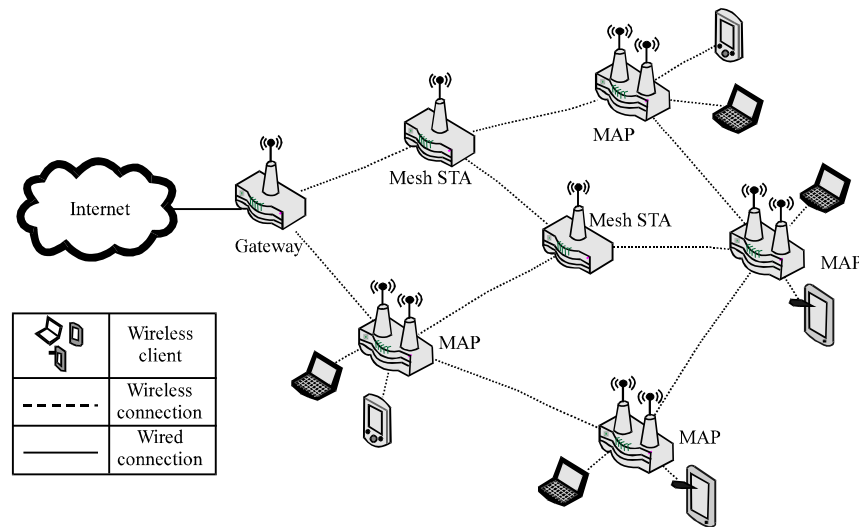 MAP
Mesh STA
Internet
Gateway
Mesh STA
MAP
MAP
MAP
Wireless
client
Wireless
connection
Wired
connection